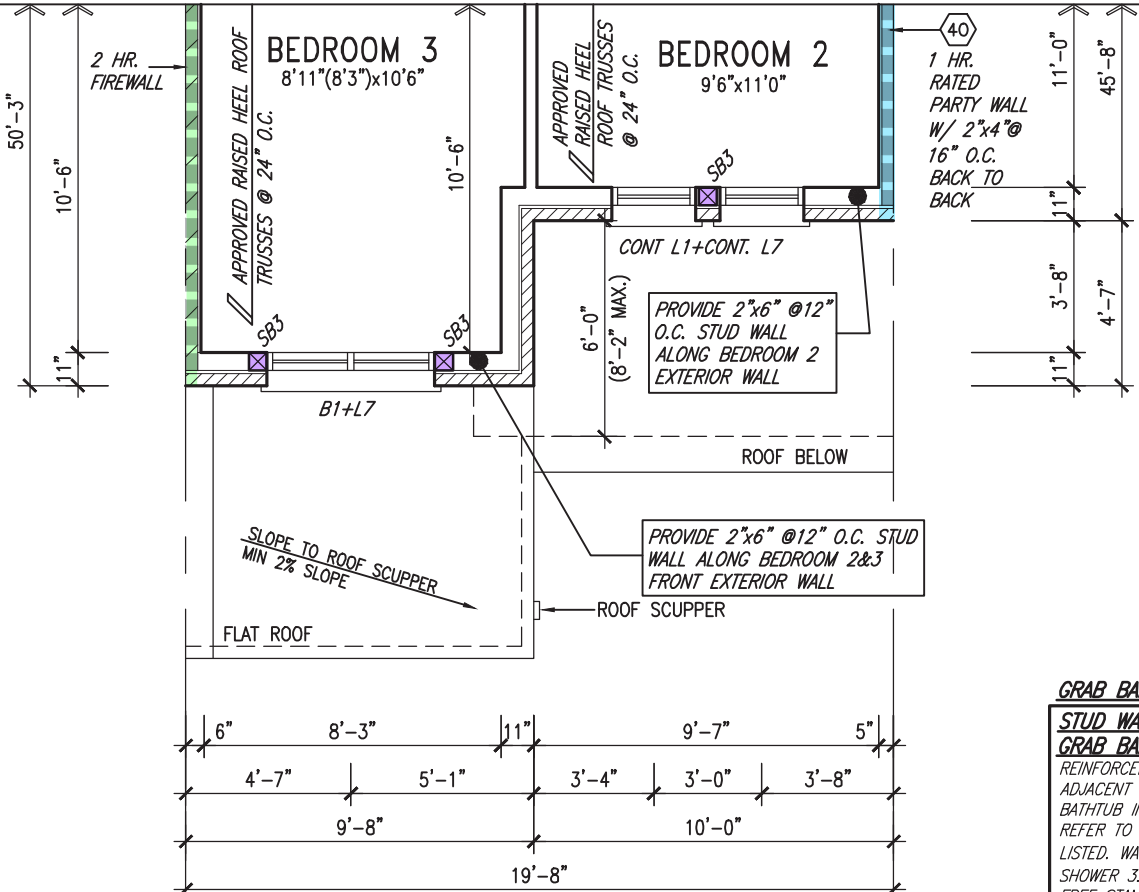 2 HR.
FIREWALL
50'-3"
10'-6"
11"
APPROVED RAISED HEEL ROOF
TRUSSES @ 24" O.C.
BEDROOM 3
8'11"(8'3")x10'6"
10'-6"
APPROVED
RAISED HEEL
ROOF TRUSSES
@ 24" O.C.
BEDROOM 2
9'6"x11'0"
40
1 HR.
RATED
PARTY WALL
W/ 2"x4"@
16" O.C.
BACK TO
BACK
11'-0"
45'-8"
11"
3'-8"
4'-7"
11"
SB3
SB3
SB3
CONT L1+CONT. L7
6'-0"
(8'-2" MAX.)
PROVIDE 2"x6" @12"
O.C. STUD WALL
ALONG BEDROOM 2
EXTERIOR WALL
B1+L7
ROOF BELOW
SLOPE TO ROOF SCUPPER
MIN 2% SLOPE
PROVIDE 2"x6" @12" O.C. STUD
WALL ALONG BEDROOM 2&3
FRONT EXTERIOR WALL
ROOF SCUPPER
FLAT ROOF
6"
8'-3"
11"
9'-7"
5"
4'-7"
5'-1"
3'-4"
3'-0"
3'-8"
9'-8"
10'-0"
19'-8"
GRAB BA
STUD WA
GRAB BA
REINFORCE
ADJACENT
BATHTUB I
REFER TO
LISTED. WA
SHOWER 3